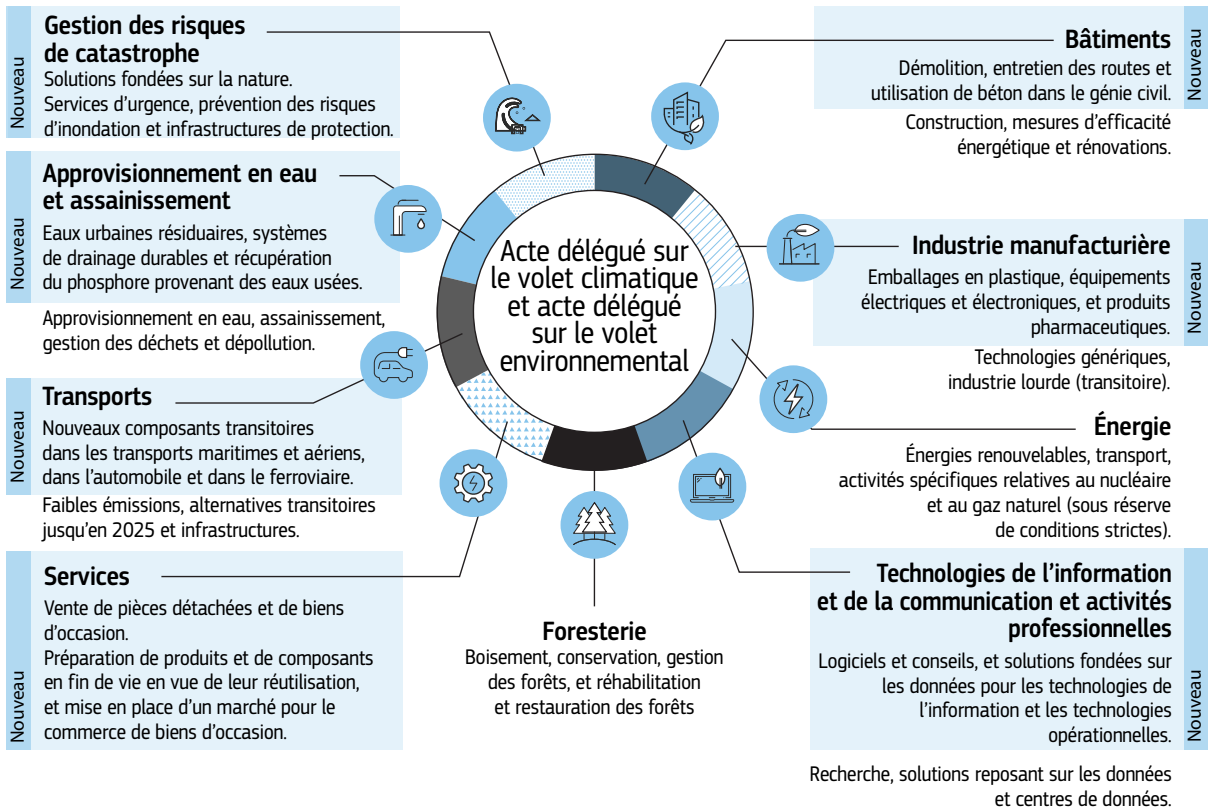 Nouveau
Gestion des risques
de catastrophe
Solutions fondées sur la nature.
Services d'urgence, prévention des risques
d'inondation et infrastructures de protection.
Nouveau
Approvisionnement en eau
et assainissement
Eaux urbaines résiduaires, systèmes
de drainage durables et récupération
du phosphore provenant des eaux usées.
Approvisionnement en eau, assainissement,
gestion des déchets et dépollution.
Nouveau
Transports
Nouveaux composants transitoires
dans les transports maritimes et aériens,
dans l'automobile et dans le ferroviaire.
Faibles émissions, alternatives transitoires
jusqu'en 2025 et infrastructures.
Nouveau
Services
Vente de pièces détachées et de biens
d'occasion.
Préparation de produits et de composants
en fin de vie en vue de leur réutilisation,
et mise en place d'un marché pour le
commerce de biens d'occasion.
Acte délégué sur
le volet climatique
et acte délégué
sur le volet
environnemental
Foresterie
Boisement, conservation, gestion
des forêts, et réhabilitation
et restauration des forêts
Bâtiments
Démolition, entretien des routes et
utilisation de béton dans le génie civil.
Nouveau
Construction, mesures d'efficacité
énergétique et rénovations.
Industrie manufacturière
Emballages en plastique, équipements
électriques et électroniques, et produits
pharmaceutiques.
Nouveau
Technologies génériques,
industrie lourde (transitoire).
Énergie
Énergies renouvelables, transport,
activités spécifiques relatives au nucléaire
et au gaz naturel (sous réserve
de conditions strictes).
Technologies de l'information
et de la communication et activités
professionnelles
Logiciels et conseils, et solutions fondées sur
les données pour les technologies de
l'information et les technologies
opérationnelles.
Nouveau
Recherche, solutions reposant sur les données
et centres de données.